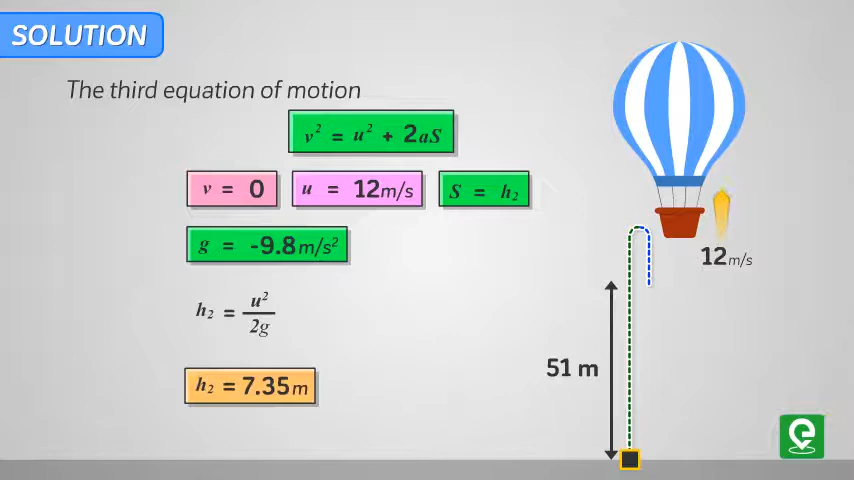 SOLUTION
The third equation of motion
v² = u² + 2aS
v = 0
u = 12m/s
S = h₂
g = -9.8m/s²
h₂ = u²/2g
h₂ = 7.35m
12m/s
51 m